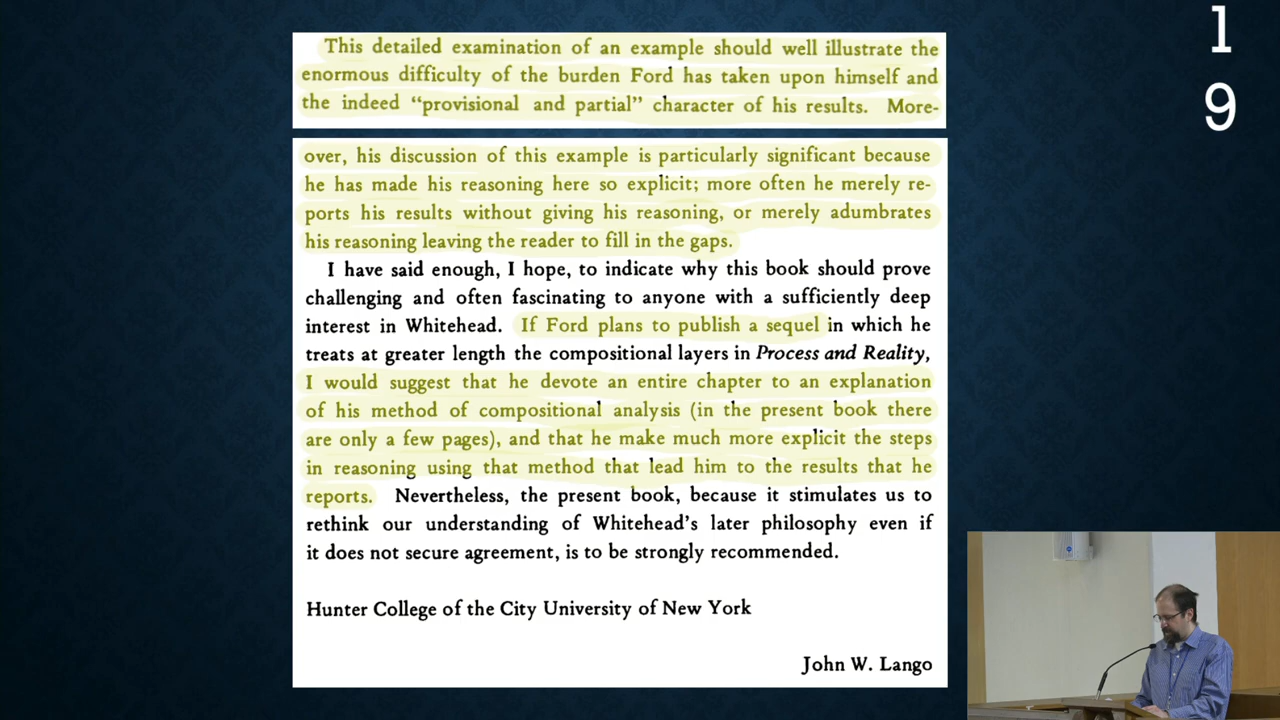 This detailed examination of an example should well illustrate the
enormous difficulty of the burden Ford has taken upon himself and
the indeed “provisional and partial” character of his results. More-
over, his discussion of this example is particularly significant because
he has made his reasoning here so explicit; more often he merely re-
ports his results without giving his reasoning, or merely adumbrates
his reasoning leaving the reader to fill in the gaps.
I have said enough, I hope, to indicate why this book should prove
challenging and often fascinating to anyone with a sufficiently deep
interest in Whitehead. If Ford plans to publish a sequel in which he
treats at greater length the compositional layers in Process and Reality,
I would suggest that he devote an entire chapter to an explanation
of his method of compositional analysis (in the present book there
are only a few pages), and that he make much more explicit the steps
in reasoning using that method that lead him to the results that he
reports. Nevertheless, the present book, because it stimulates us to
rethink our understanding of Whitehead’s later philosophy even if
it does not secure agreement, is to be strongly recommended.
Hunter College of the City University of New York
John W. Lango
1
9